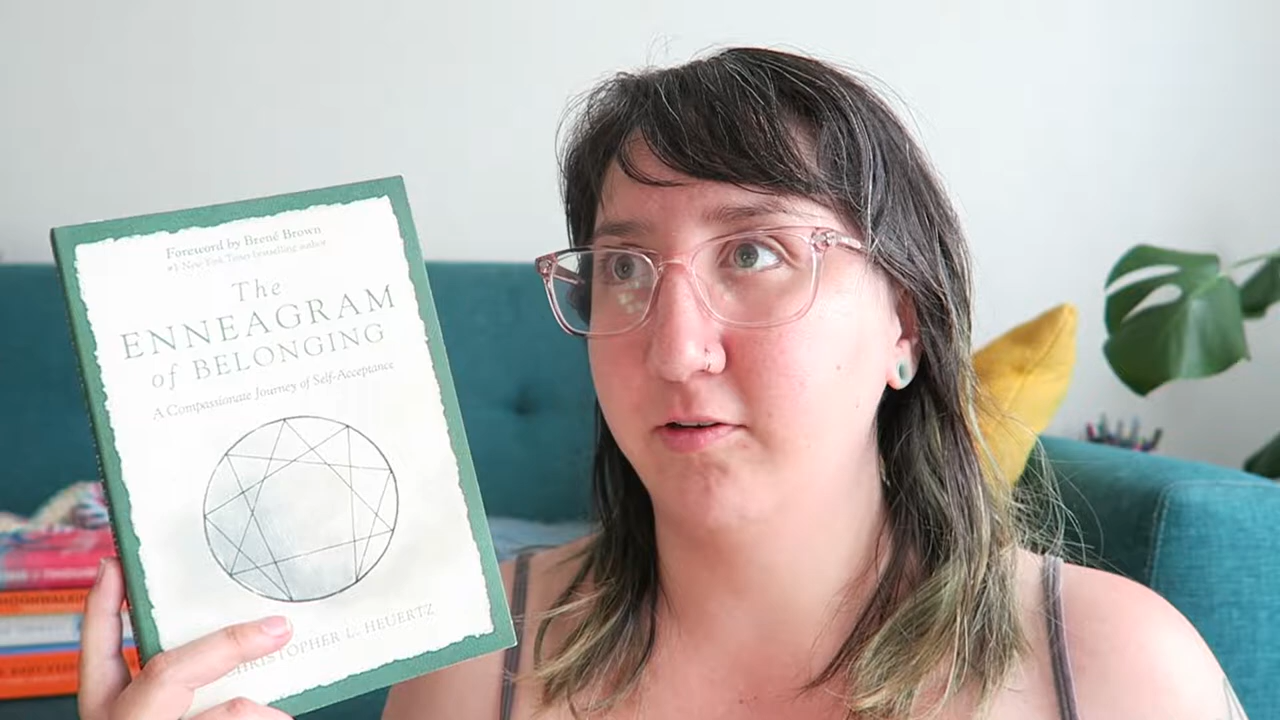 Foreword by Brené Brown
#1 New York Times bestselling author
The
ENNEAGRAM
of BELONGING
A Compassionate Journey of Self-Acceptance
CHRISTOPHER L. HEUERTZ
MOONWALKING